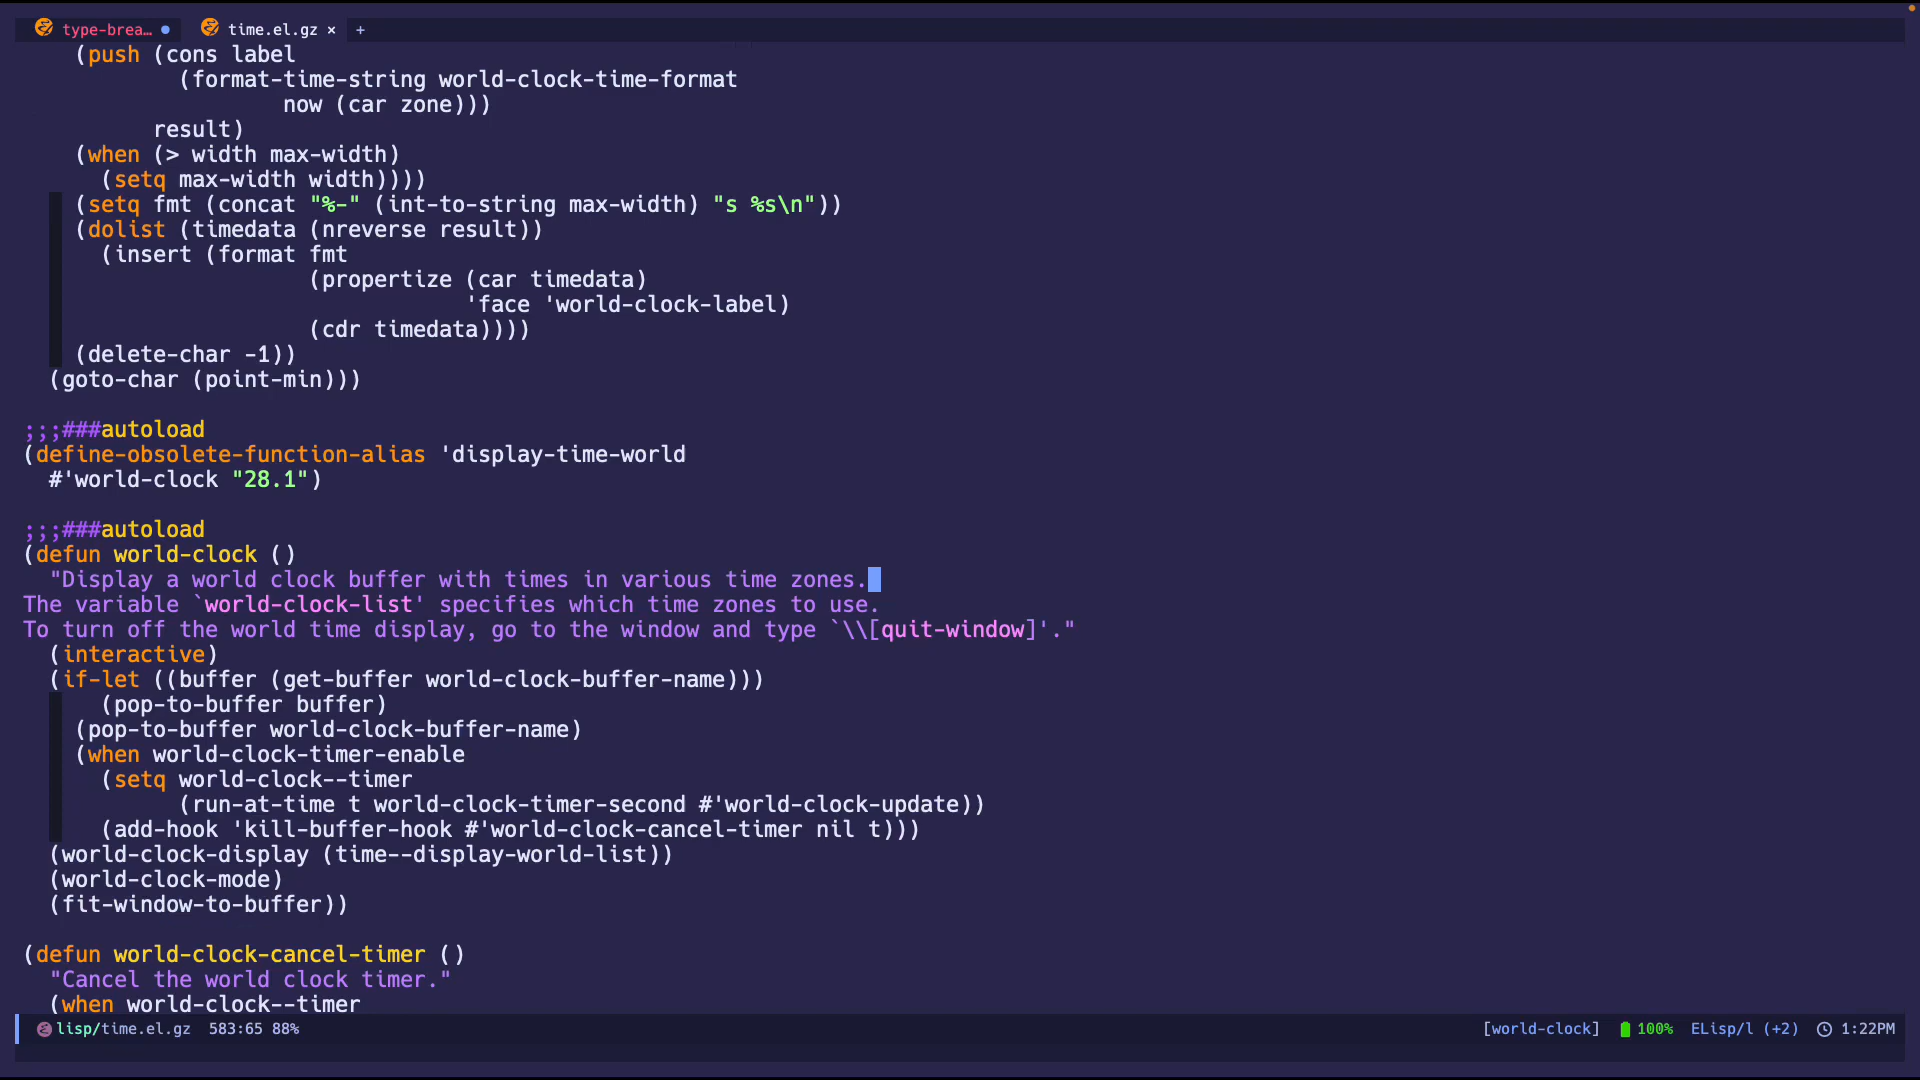 type-brea… time.el.gz × +
(push (cons label
(format-time-string world-clock-time-format
now (car zone)))
result)
(when (> width max-width)
(setq max-width width))))
(setq fmt (concat "%-" (int-to-string max-width) "s %s\n"))
(dolist (timedata (nreverse result))
(insert (format fmt
(propertize (car timedata)
'face 'world-clock-label)
(cdr timedata))))
(delete-char -1))
(goto-char (point-min)))
;;;###autoload
(define-obsolete-function-alias 'display-time-world
#'world-clock "28.1")
;;;###autoload
(defun world-clock ()
"Display a world clock buffer with times in various time zones.
The variable `world-clock-list' specifies which time zones to use.
To turn off the world time display, go to the window and type `\\[quit-window]'."
(interactive)
(if-let ((buffer (get-buffer world-clock-buffer-name)))
(pop-to-buffer buffer)
(pop-to-buffer world-clock-buffer-name)
(when world-clock-timer-enable
(setq world-clock--timer
(run-at-time t world-clock-timer-second #'world-clock-update))
(add-hook 'kill-buffer-hook #'world-clock-cancel-timer nil t)))
(world-clock-display (time--display-world-list))
(world-clock-mode)
(fit-window-to-buffer))
(defun world-clock-cancel-timer ()
"Cancel the world clock timer."
(when world-clock--timer
lisp/time.el.gz 583:65 88% [world-clock] 100% ELisp/l (+2) 1:22PM